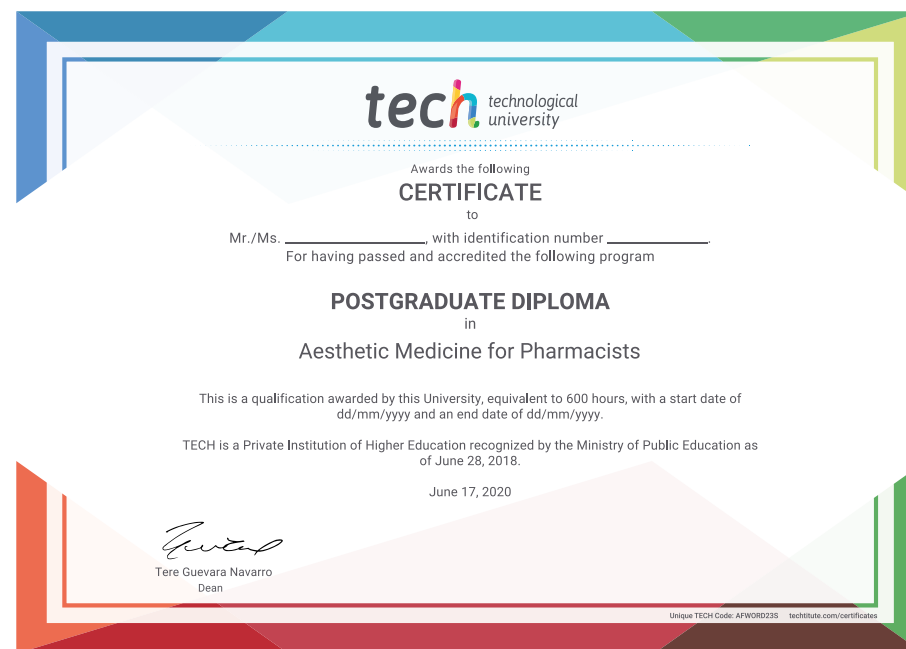 tech technological
university
Awards the following
CERTIFICATE
to
Mr./Ms. ____________________, with identification number ______________.
For having passed and accredited the following program
POSTGRADUATE DIPLOMA
in
Aesthetic Medicine for Pharmacists
This is a qualification awarded by this University, equivalent to 600 hours, with a start date of
dd/mm/yyyy and an end date of dd/mm/yyyy.
TECH is a Private Institution of Higher Education recognized by the Ministry of Public Education as
of June 28, 2018.
June 17, 2020
Tere Guevara Navarro
Dean
Unique TECH Code: AFWORD23S techtitute.com/certificates